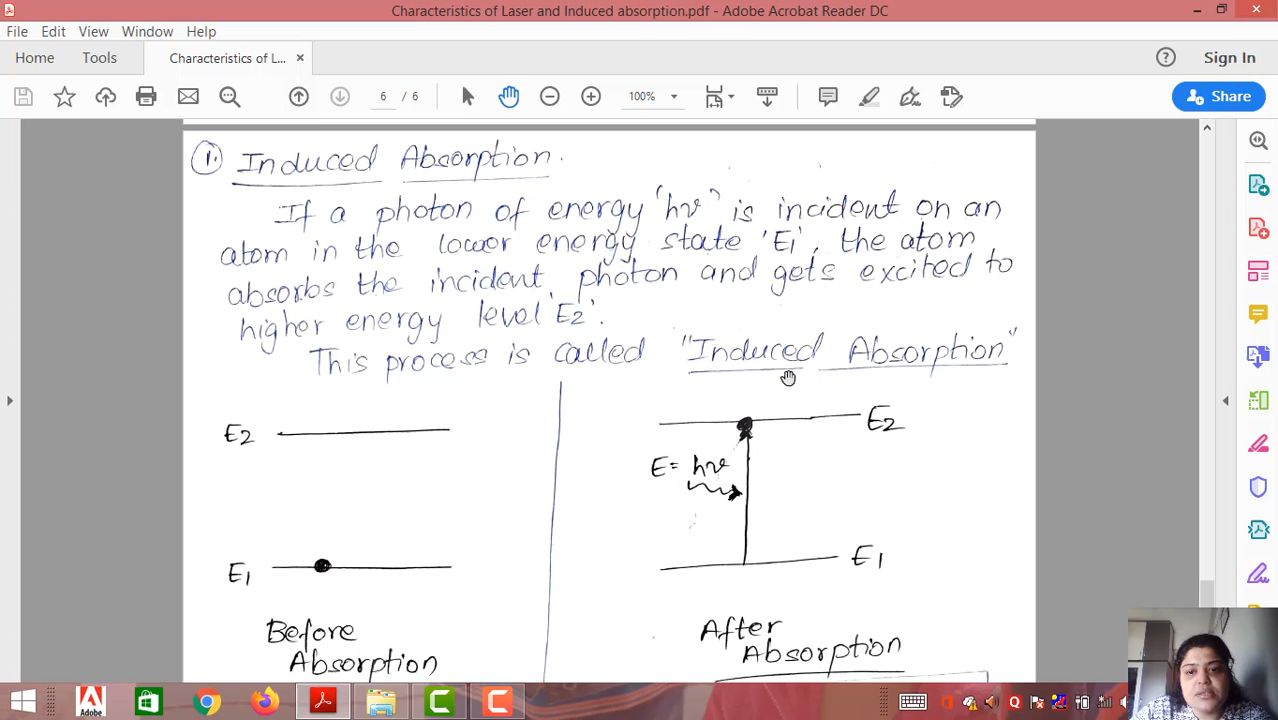 Characteristics of Laser and Induced absorption.pdf - Adobe Acrobat Reader DC
File Edit View Window Help
Home Tools Characteristics of L... × Sign In
6 / 6 100% Share
1. Induced Absorption.
If a photon of energy 'hν' is incident on an
atom in the lower energy state 'E1', the atom
absorbs the incident photon and gets excited to
higher energy level 'E2'.
This process is called "Induced Absorption"
E2
E1
Before
Absorption
E2
E = hν
E1
After
Absorption
Adobe